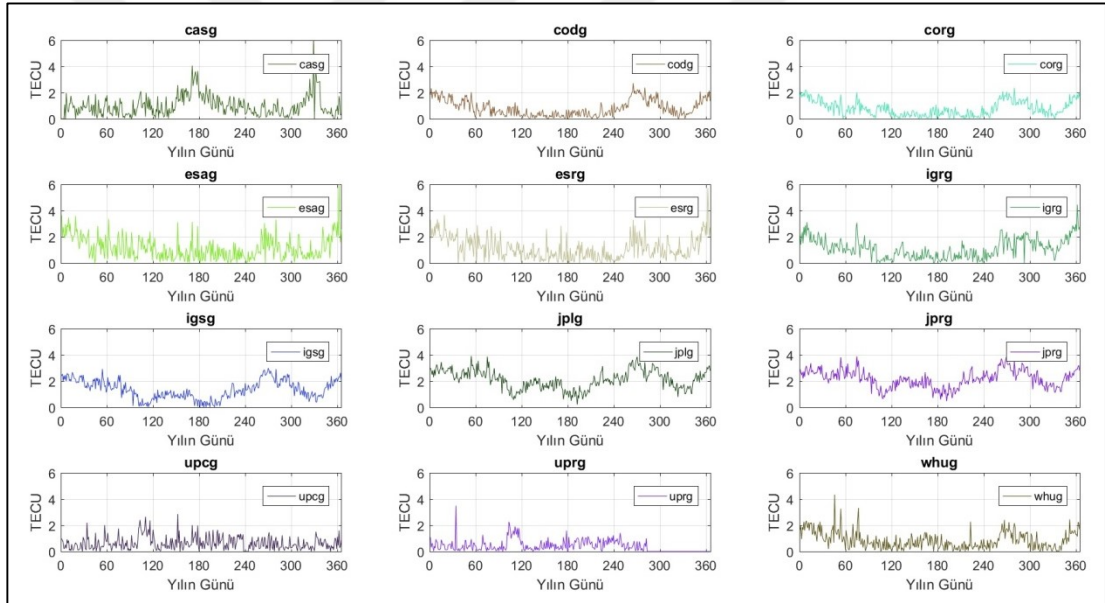 casg codg corg
TECU 6 4 2 0 casg
0 60 120 180 240 300 360
Yılın Günü
TECU 6 4 2 0 codg
0 60 120 180 240 300 360
Yılın Günü
TECU 6 4 2 0 corg
0 60 120 180 240 300 360
Yılın Günü
esag esrg igrg
TECU 6 4 2 0 esag
0 60 120 180 240 300 360
Yılın Günü
TECU 6 4 2 0 esrg
0 60 120 180 240 300 360
Yılın Günü
TECU 6 4 2 0 igrg
0 60 120 180 240 300 360
Yılın Günü
igsg jplg jprg
TECU 6 4 2 0 igsg
0 60 120 180 240 300 360
Yılın Günü
TECU 6 4 2 0 jplg
0 60 120 180 240 300 360
Yılın Günü
TECU 6 4 2 0 jprg
0 60 120 180 240 300 360
Yılın Günü
upcg uprg whug
TECU 6 4 2 0 upcg
0 60 120 180 240 300 360
Yılın Günü
TECU 6 4 2 0 uprg
0 60 120 180 240 300 360
Yılın Günü
TECU 6 4 2 0 whug
0 60 120 180 240 300 360
Yılın Günü